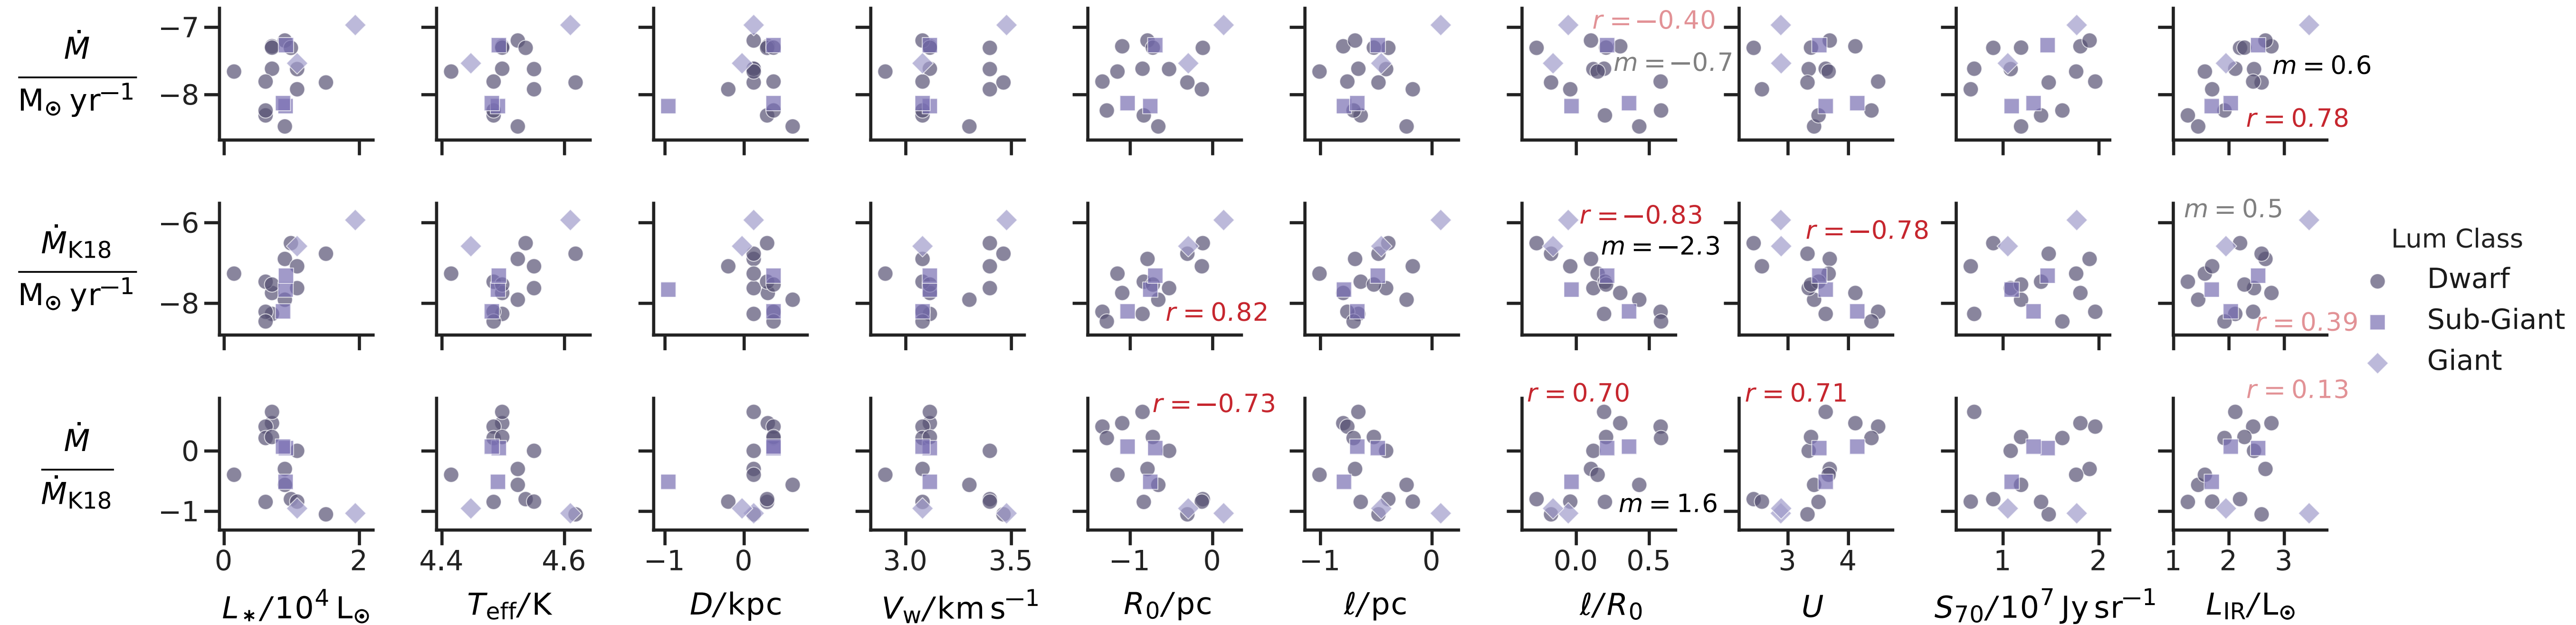 Ṁ
M⊙ yr⁻¹
−7
−8
r = −0.40
m = −0.7
m = 0.6
r = 0.78
Ṁ_K18
M⊙ yr⁻¹
−6
−8
r = 0.82
r = −0.83
m = −2.3
r = −0.78
m = 0.5
r = 0.39
Lum Class
Dwarf
Sub-Giant
Giant
Ṁ
Ṁ_K18
0
−1
r = −0.73
r = 0.70
m = 1.6
r = 0.71
r = 0.13
0 2 4.4 4.6 −1 0 3.0 3.5 −1 0 −1 0 0.0 0.5 3 4 1 2 1 2 3
L∗/10⁴ L⊙ T_eff/K D/kpc V_w/km s⁻¹ R₀/pc ℓ/pc ℓ/R₀ U S₇₀/10⁷ Jy sr⁻¹ L_IR/L⊙